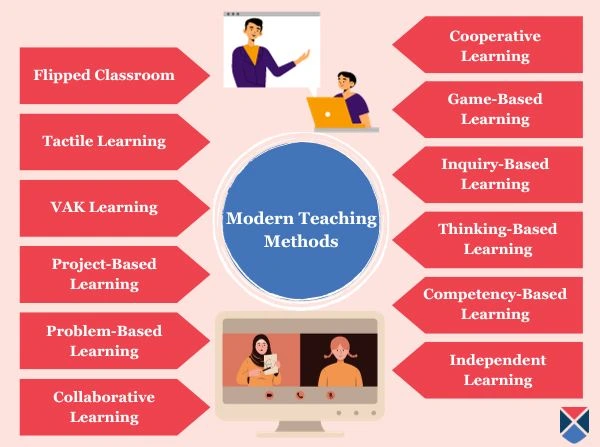 Flipped Classroom
Tactile Learning
VAK Learning
Project-Based
Learning
Problem-Based
Learning
Collaborative
Learning
Modern Teaching
Methods
Cooperative
Learning
Game-Based
Learning
Inquiry-Based
Learning
Thinking-Based
Learning
Competency-Based
Learning
Independent
Learning